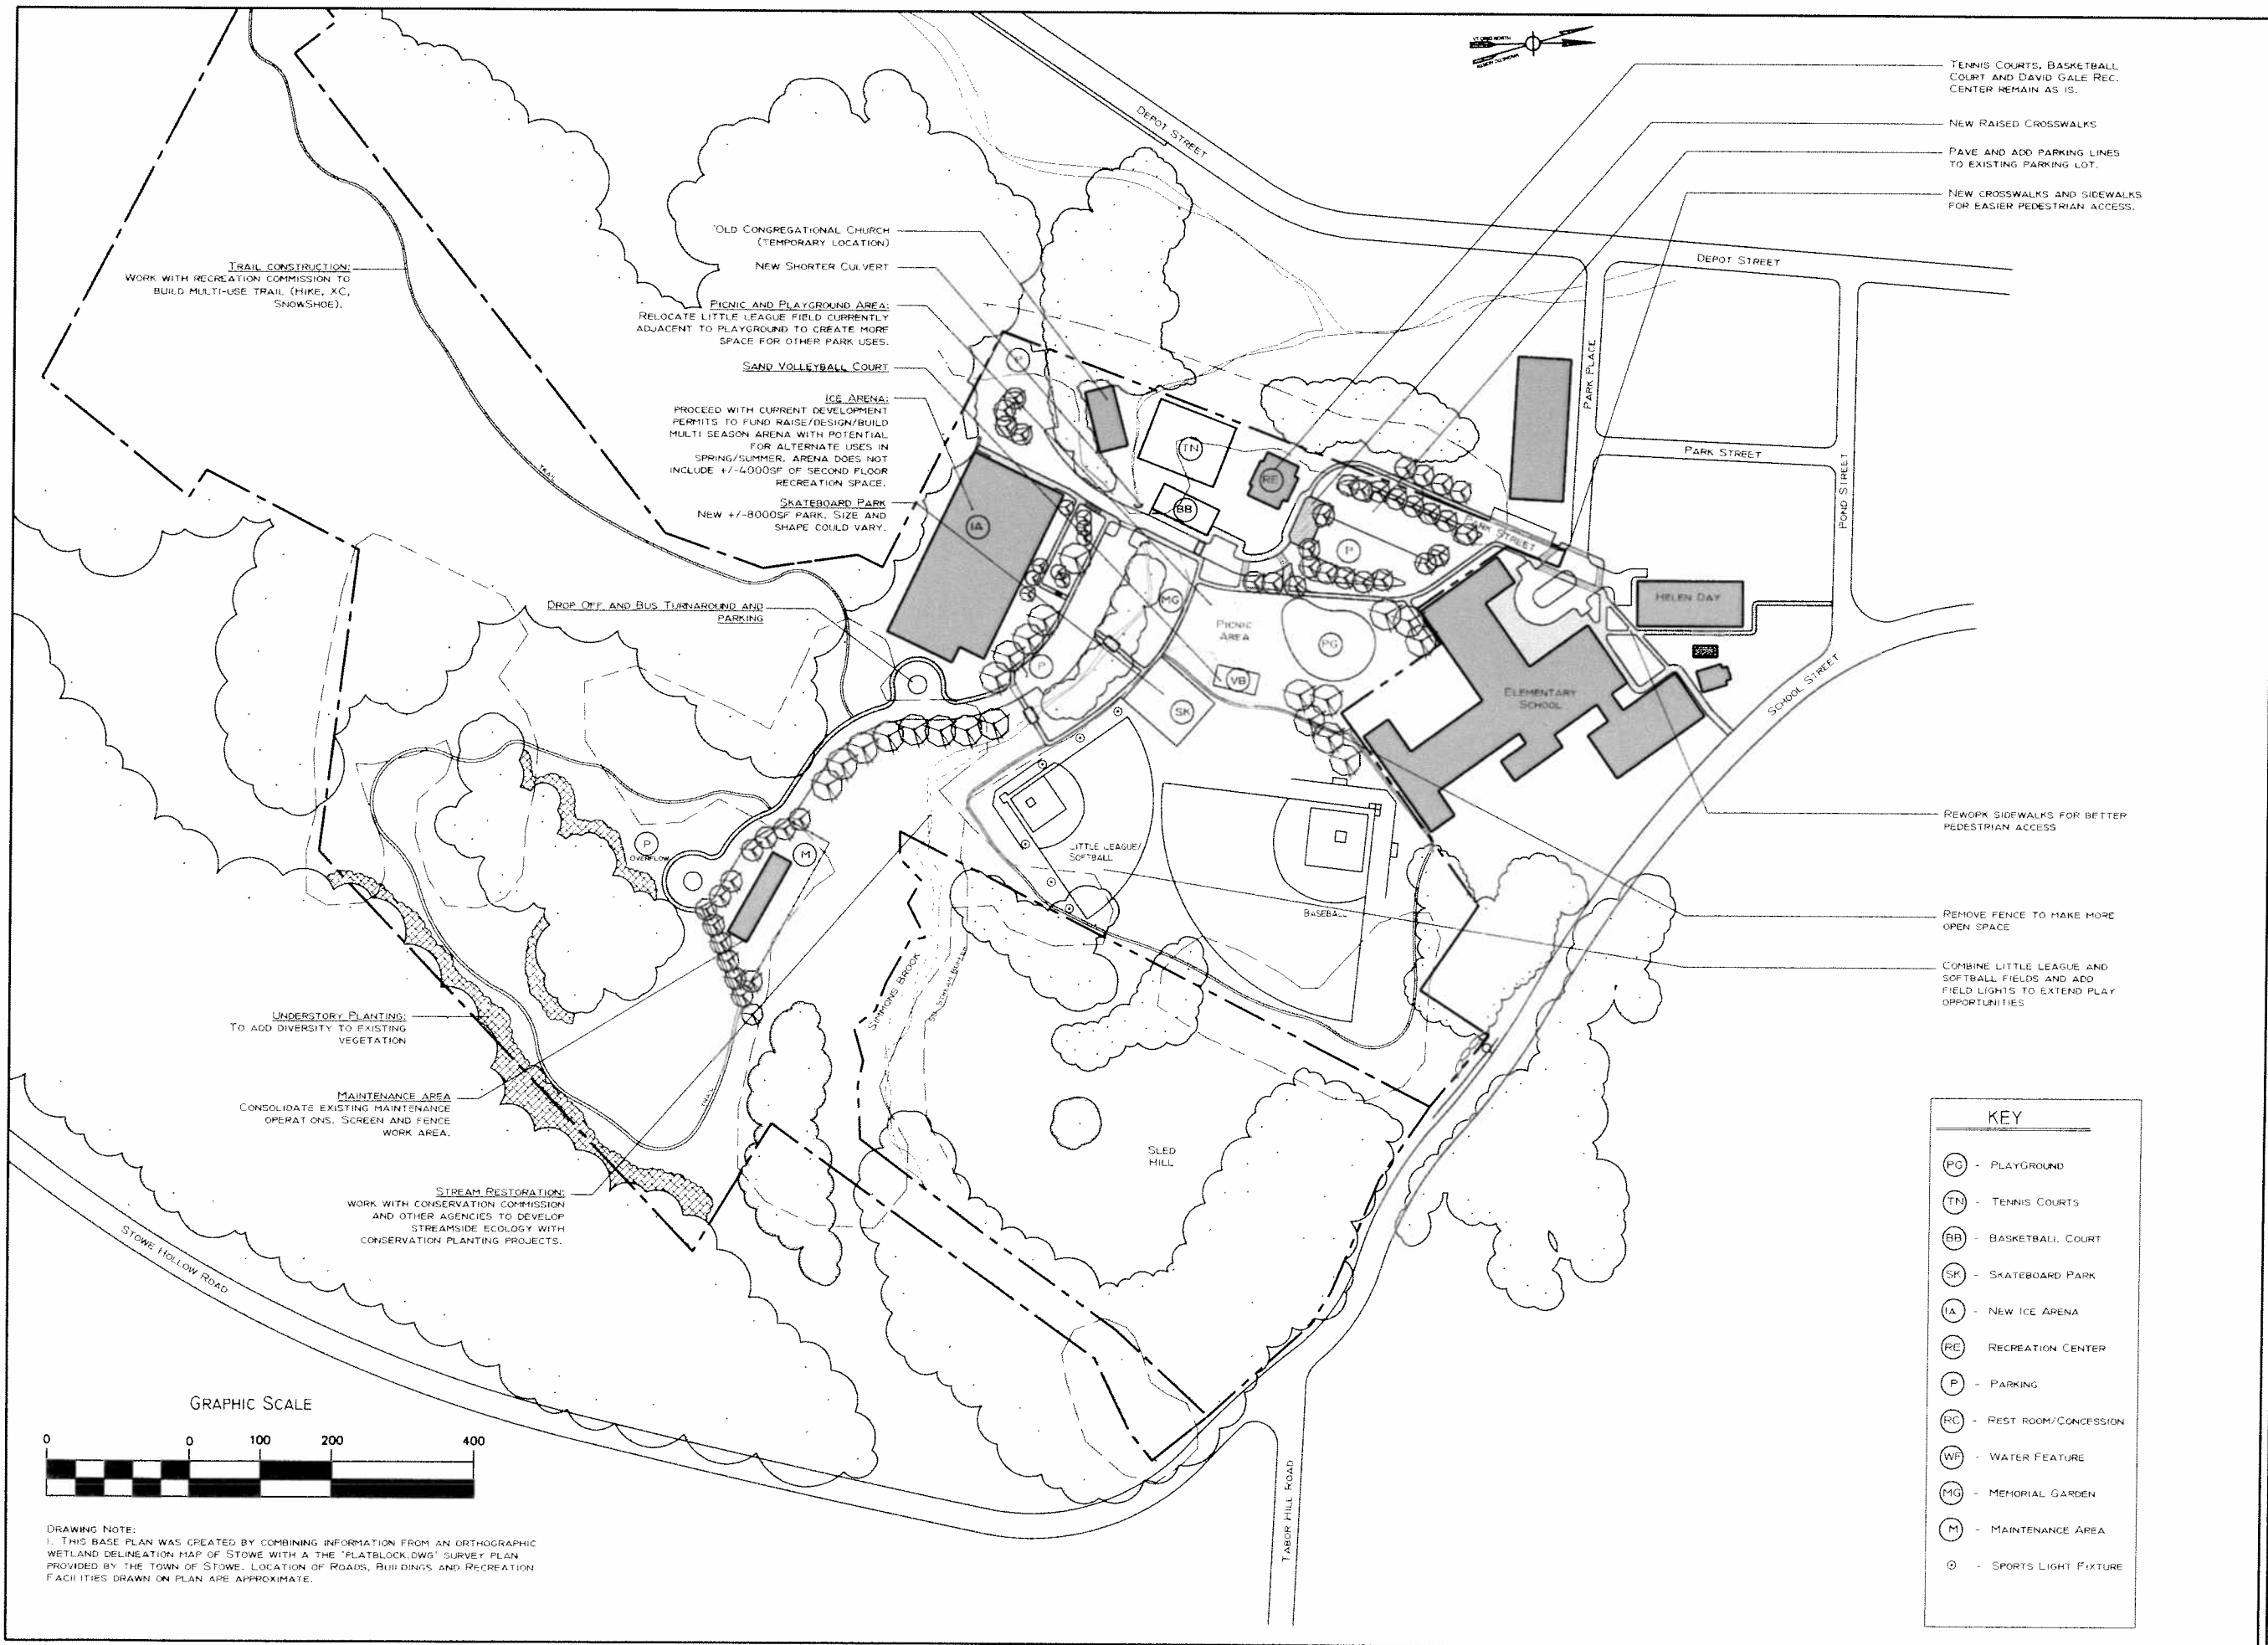 DEPOT STREET
TENNIS COURTS, BASKETBALL
COURT AND DAVID GALE REC.
CENTER REMAIN AS IS.
NEW RAISED CROSSWALKS
PAVE AND ADD PARKING LINES
TO EXISTING PARKING LOT.
NEW CROSSWALKS AND SIDEWALKS
FOR EASIER PEDESTRIAN ACCESS.
'OLD CONGREGATIONAL CHURCH
(TEMPORARY LOCATION)
NEW SHORTER CULVERT
TRAIL CONSTRUCTION:
WORK WITH RECREATION COMMISSION TO
BUILD MULTI-USE TRAIL (HIKE, XC,
SNOWSHOE).
PICNIC AND PLAYGROUND AREA:
RELOCATE LITTLE LEAGUE FIELD CURRENTLY
ADJACENT TO PLAYGROUND TO CREATE MORE
SPACE FOR OTHER PARK USES.
SAND VOLLEYBALL COURT
ICE ARENA:
PROCEED WITH CURRENT DEVELOPMENT
PERMITS TO FUND RAISE/DESIGN/BUILD
MULTI SEASON ARENA WITH POTENTIAL
FOR ALTERNATE USES IN
SPRING/SUMMER. ARENA DOES NOT
INCLUDE +/-4000SF OF SECOND FLOOR
RECREATION SPACE.
SKATEBOARD PARK
NEW +/-8000SF PARK. SIZE AND
SHAPE COULD VARY.
DEPOT STREET
PARK PLACE
PARK STREET
POND STREET
TRAIL
P
TN
RE
BB
IA
P
PARK STREET
MG
PICNIC
AREA
PG
HELEN DAY
DROP OFF AND BUS TURNAROUND AND
PARKING
P
VB
SK
ELEMENTARY
SCHOOL
SCHOOL STREET
P
OVERFLOW
M
LITTLE LEAGUE/
SOFTBALL
BASEBALL
REWORK SIDEWALKS FOR BETTER
PEDESTRIAN ACCESS
REMOVE FENCE TO MAKE MORE
OPEN SPACE
COMBINE LITTLE LEAGUE AND
SOFTBALL FIELDS AND ADD
FIELD LIGHTS TO EXTEND PLAY
OPPORTUNITIES
SIMMONS BROOK
UNDERSTORY PLANTING:
TO ADD DIVERSITY TO EXISTING
VEGETATION
MAINTENANCE AREA
CONSOLIDATE EXISTING MAINTENANCE
OPERATIONS. SCREEN AND FENCE
WORK AREA.
TRAIL
SLED
HILL
STREAM RESTORATION:
WORK WITH CONSERVATION COMMISSION
AND OTHER AGENCIES TO DEVELOP
STREAMSIDE ECOLOGY WITH
CONSERVATION PLANTING PROJECTS.
STOWE HOLLOW ROAD
TABOR HILL ROAD
KEY
PG - PLAYGROUND
TN - TENNIS COURTS
BB - BASKETBALL COURT
SK - SKATEBOARD PARK
IA - NEW ICE ARENA
RE RECREATION CENTER
P - PARKING
RC - REST ROOM/CONCESSION
WF - WATER FEATURE
MG - MEMORIAL GARDEN
M - MAINTENANCE AREA
- SPORTS LIGHT FIXTURE
GRAPHIC SCALE
0 0 100 200 400
DRAWING NOTE:
1. THIS BASE PLAN WAS CREATED BY COMBINING INFORMATION FROM AN ORTHOGRAPHIC
WETLAND DELINEATION MAP OF STOWE WITH A THE 'PLATBLOCK.DWG' SURVEY PLAN
PROVIDED BY THE TOWN OF STOWE. LOCATION OF ROADS, BUILDINGS AND RECREATION
FACILITIES DRAWN ON PLAN ARE APPROXIMATE.